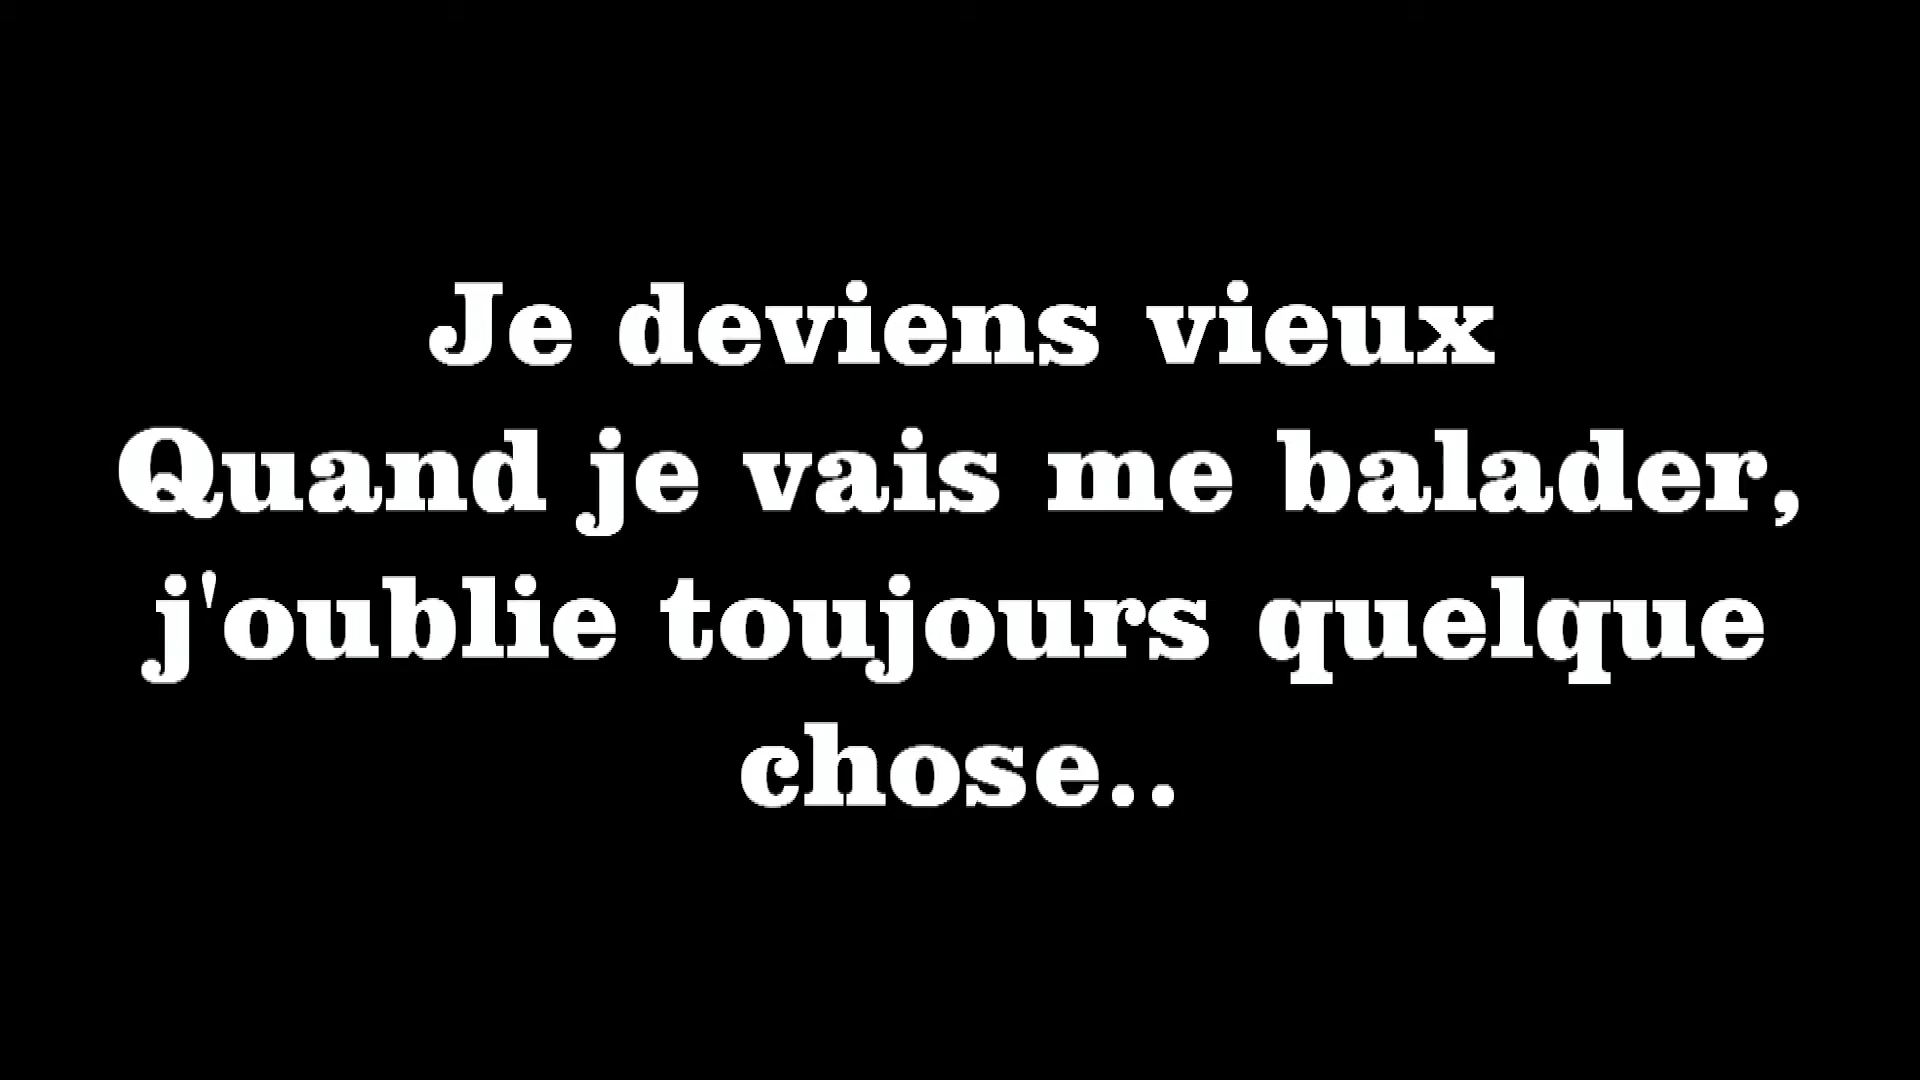 Je deviens vieux
Quand je vais me balader,
j'oublie toujours quelque
chose..